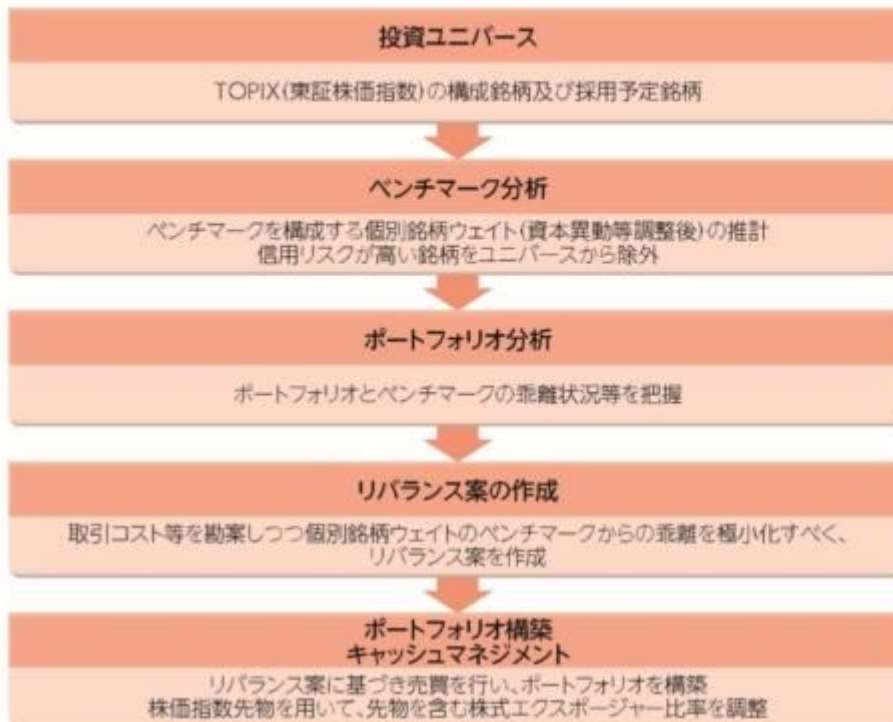 投資ユニバース
TOPIX(東証株価指数)の構成銘柄及び採用予定銘柄
ベンチマーク分析
ベンチマークを構成する個別銘柄ウェイト(資本異動等調整後)の推計
信用リスクが高い銘柄をユニバースから除外
ポートフォリオ分析
ポートフォリオとベンチマークの乖離状況等を把握
リバランス案の作成
取引コスト等を勘案しつつ個別銘柄ウェイトのベンチマークからの乖離を極小化すべく、
リバランス案を作成
ポートフォリオ構築
キャッシュマネジメント
リバランス案に基づき売買を行い、ポートフォリオを構築
株価指数先物を用いて、先物を含む株式エクスポージャー比率を調整